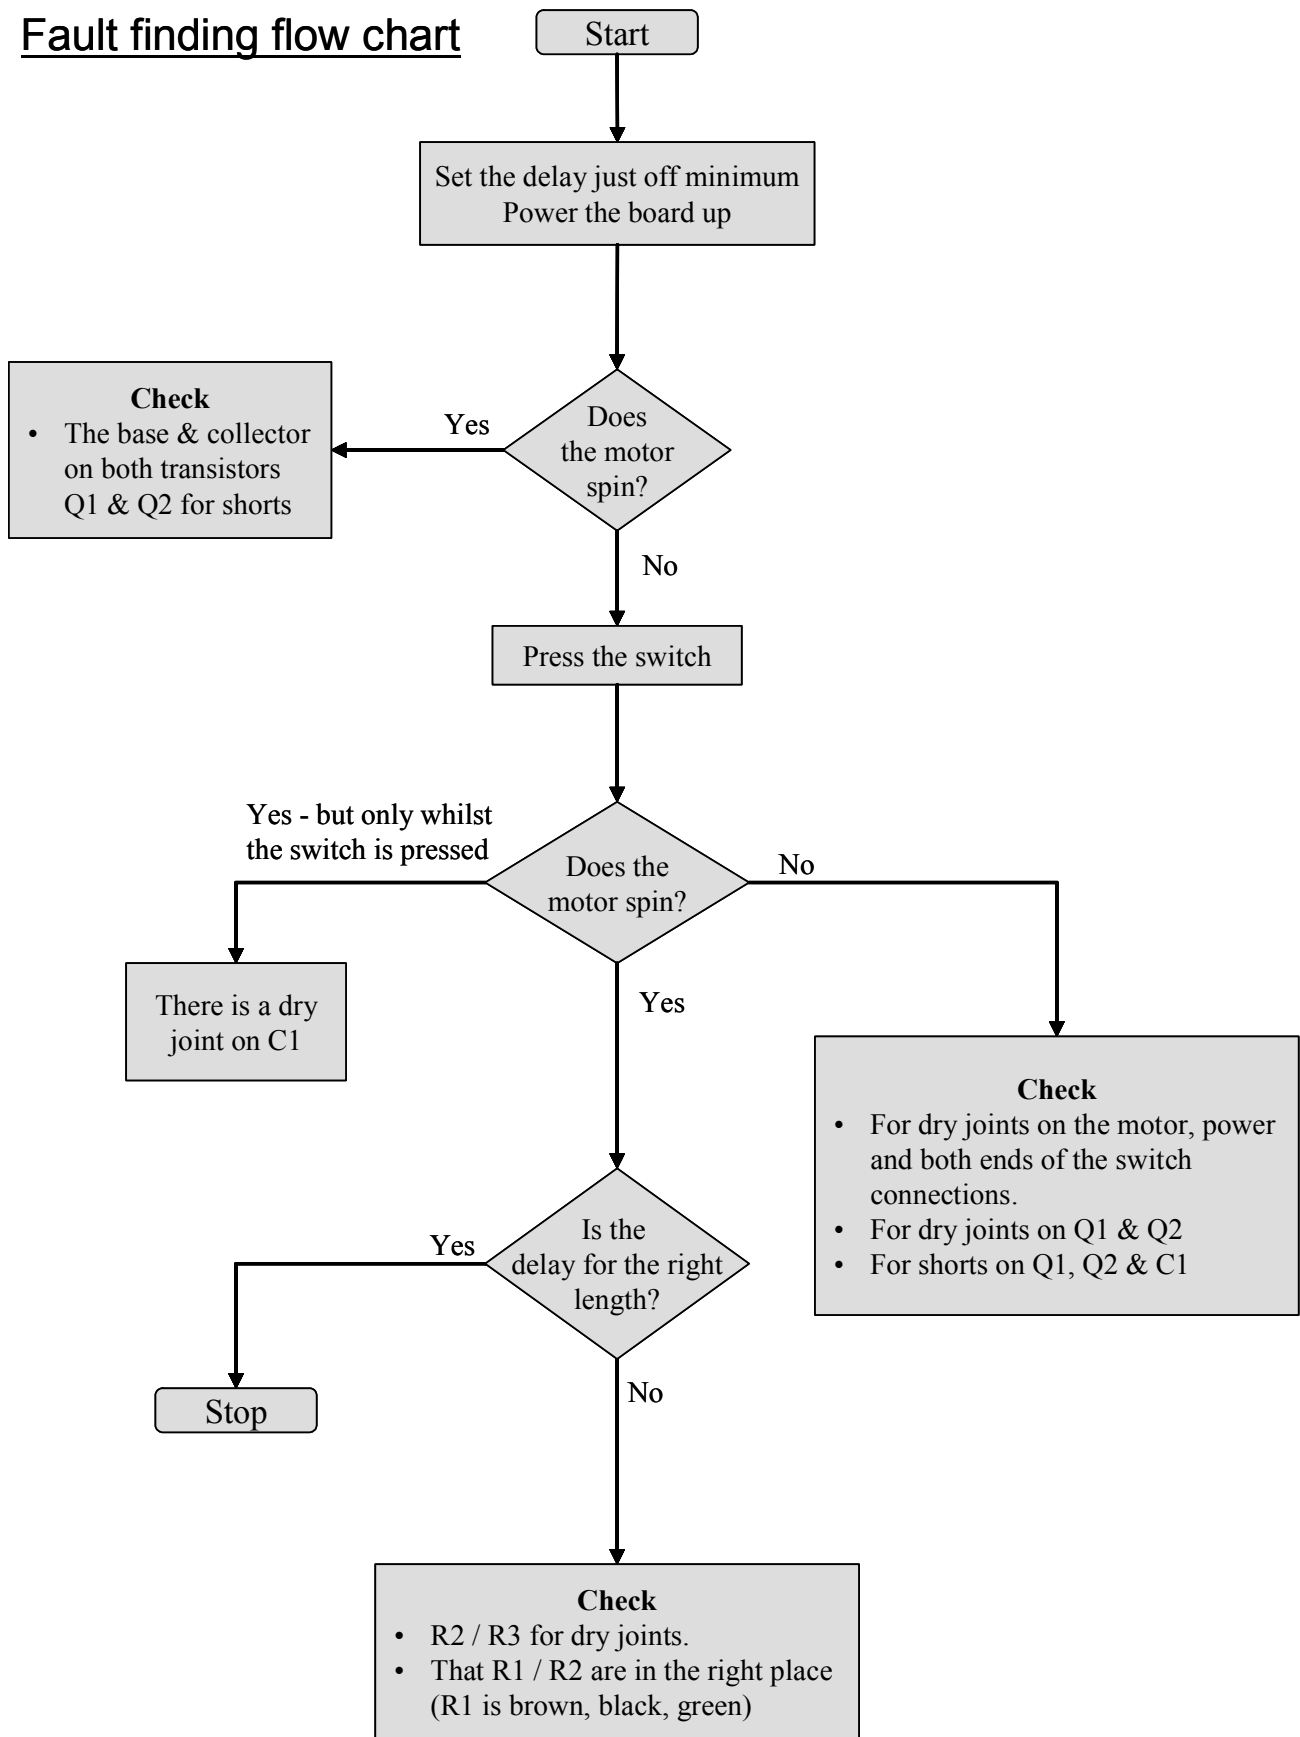 Fault finding flow chart
Start
Set the delay just off minimum
Power the board up
Check
• The base & collector
on both transistors
Q1 & Q2 for shorts
Yes
Does
the motor
spin?
No
Press the switch
Yes - but only whilst
the switch is pressed
Does the
motor spin?
No
There is a dry
joint on C1
Yes
Check
• For dry joints on the motor, power
and both ends of the switch
connections.
• For dry joints on Q1 & Q2
• For shorts on Q1, Q2 & C1
Yes
Is the
delay for the right
length?
Stop
No
Check
• R2 / R3 for dry joints.
• That R1 / R2 are in the right place
(R1 is brown, black, green)